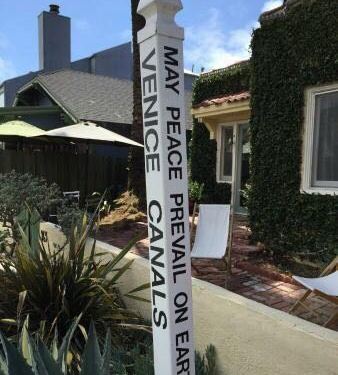 VENICE CANALS
MAY PEACE PREVAIL ON EART